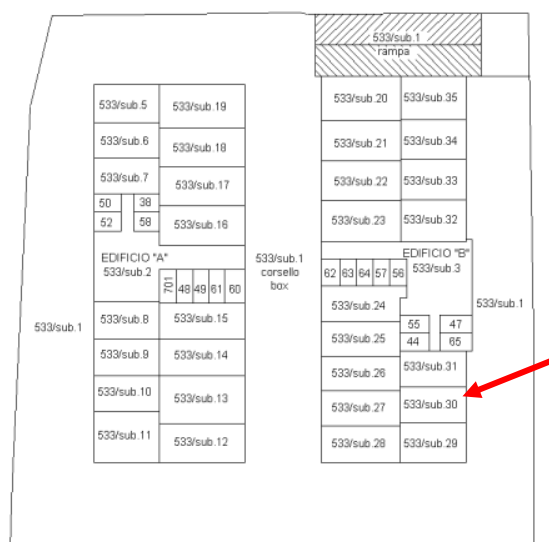 533/sub.1
rampa
533/sub.5
533/sub.19
533/sub.20
533/sub.35
533/sub.6
533/sub.18
533/sub.21
533/sub.34
533/sub.7
533/sub.17
533/sub.22
533/sub.33
50
38
52
58
533/sub.16
533/sub.23
533/sub.32
EDIFICIO "A"
533/sub.2
533/sub.1
corsello
box
EDIFICIO "B"
533/sub.3
701
48
49
61
60
62
63
64
57
56
533/sub.1
533/sub.24
533/sub.1
533/sub.8
533/sub.15
55
47
44
65
533/sub.25
533/sub.9
533/sub.14
533/sub.26
533/sub.31
533/sub.10
533/sub.13
533/sub.27
533/sub.30
533/sub.11
533/sub.12
533/sub.28
533/sub.29